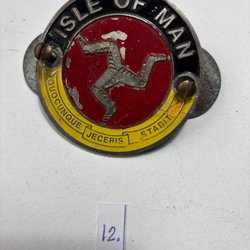 ISLE OF MAN
QUOCUNQUE JECERIS STABIT
12.